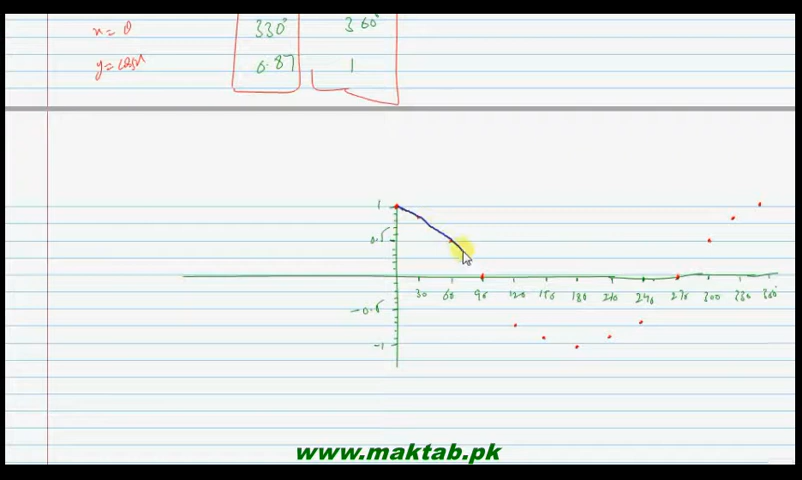 x = θ 330° 360°
y = cosx 0.87 1
1
0.5
30 60 90 120 150 180 210 240 270 300 330 360°
-0.5
-1
www.maktab.pk